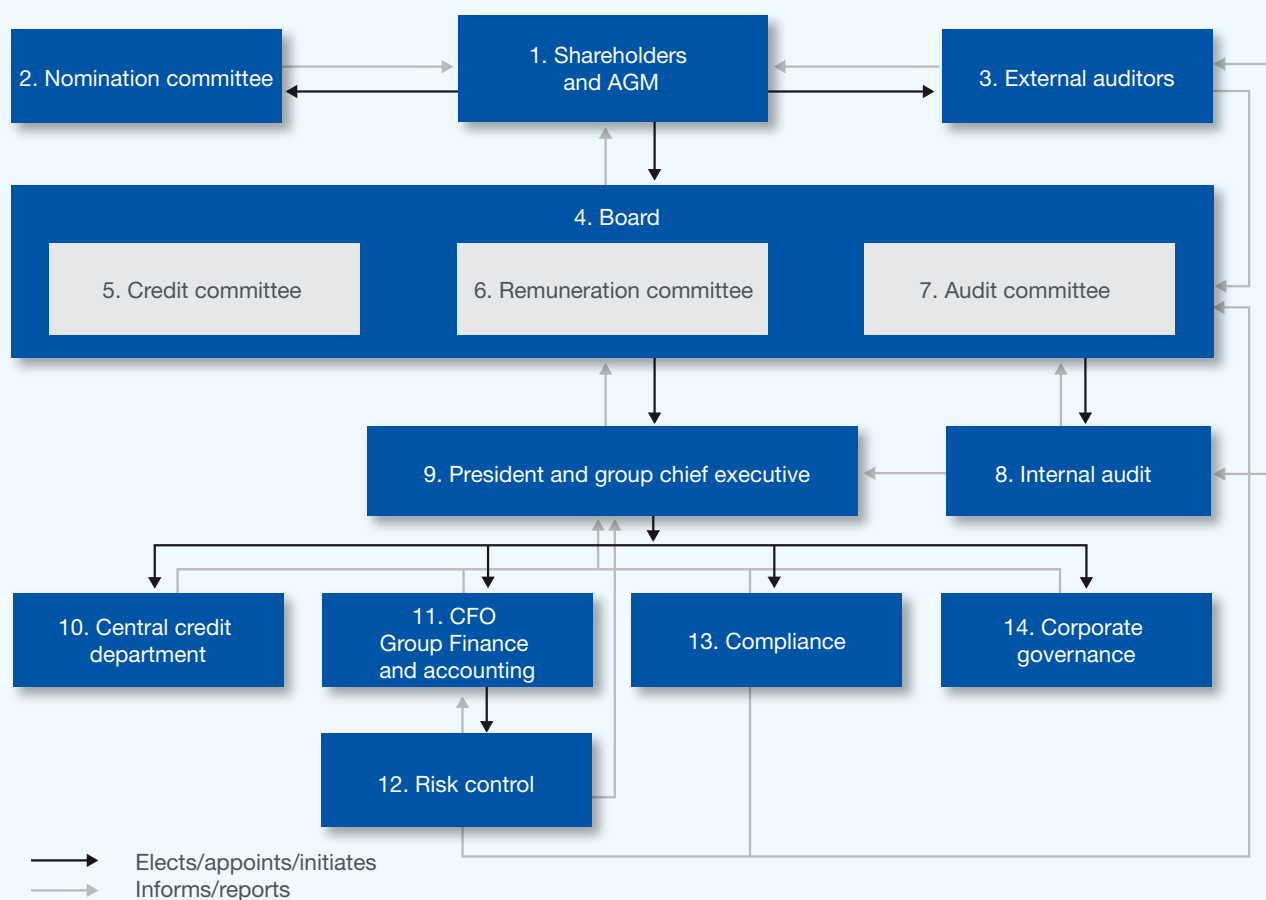 1. Shareholders
and AGM
2. Nomination committee
3. External auditors
4. Board
5. Credit committee
6. Remuneration committee
7. Audit committee
9. President and group chief executive
8. Internal audit
10. Central credit
department
11. CFO
Group Finance
and accounting
13. Compliance
14. Corporate
governance
12. Risk control
Elects/appoints/initiates
Informs/reports